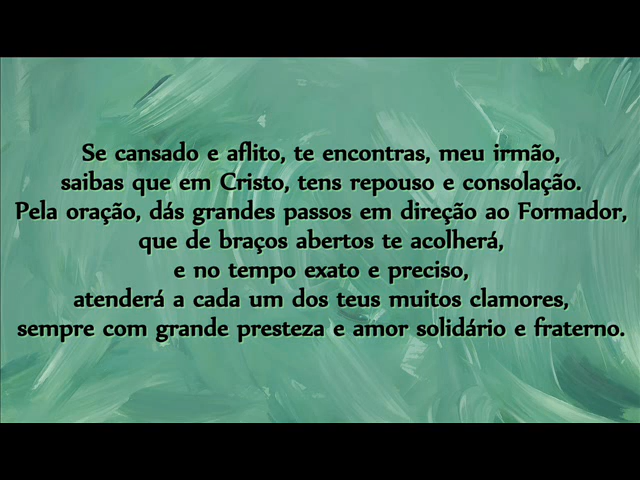 Se cansado e aflito, te encontras, meu irmão,
saibas que em Cristo, tens repouso e consolação.
Pela oração, dás grandes passos em direção ao Formador,
que de braços abertos te acolherá,
e no tempo exato e preciso,
atenderá a cada um dos teus muitos clamores,
sempre com grande presteza e amor solidário e fraterno.